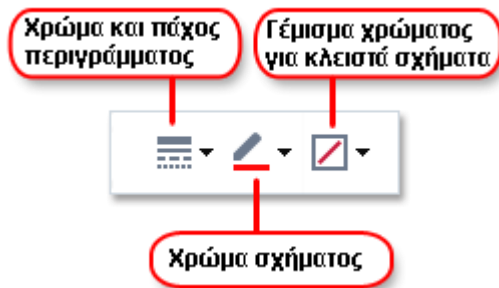 Χρώμα και πάχος
περιγράμματος
Γέμισμα χρώματος
για κλειστά σχήματα
Χρώμα σχήματος